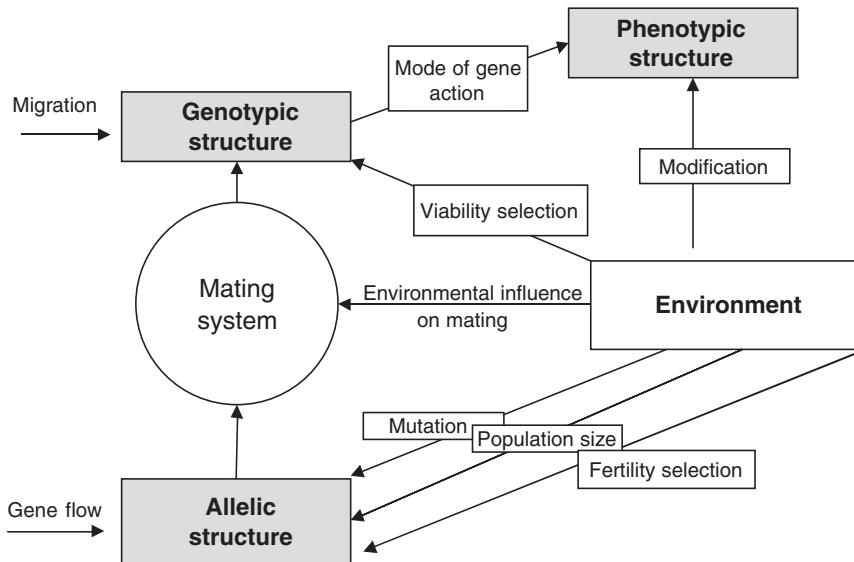 Phenotypic
structure
Mode of gene
action
Migration
Genotypic
structure
Modification
Viability selection
Mating
system
Environmental influence
on mating
Environment
Mutation
Population size
Fertility selection
Gene flow
Allelic
structure